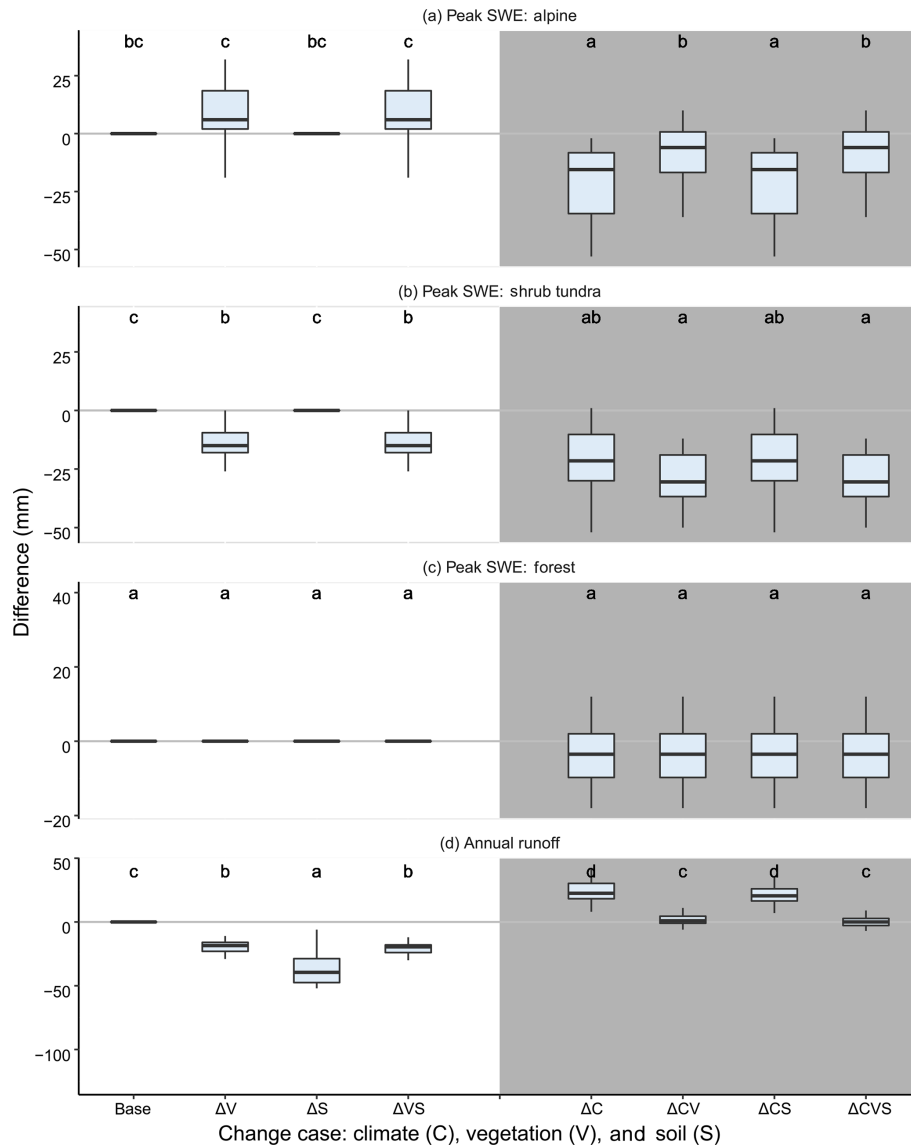 (a) Peak SWE: alpine
bc c bc c a b a b
25
0
−25
−50
(b) Peak SWE: shrub tundra
c b c b ab a ab a
25
0
−25
−50
(c) Peak SWE: forest
a a a a a a a a
40
20
0
−20
(d) Annual runoff
c b a b d c d c
50
0
−50
−100
Difference (mm)
Base ΔV ΔS ΔVS ΔC ΔCV ΔCS ΔCVS
Change case: climate (C), vegetation (V), and soil (S)